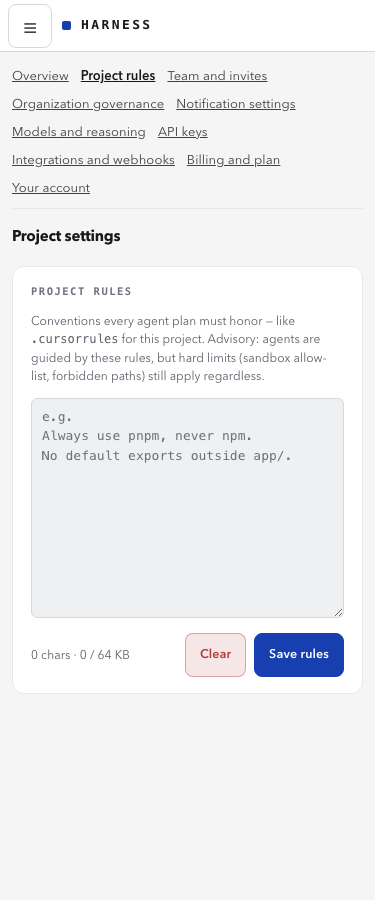 HARNESS
Overview Project rules Team and invites
Organization governance Notification settings
Models and reasoning API keys
Integrations and webhooks Billing and plan
Your account
Project settings
PROJECT RULES
Conventions every agent plan must honor — like
.cursorrules for this project. Advisory: agents are
guided by these rules, but hard limits (sandbox allow-
list, forbidden paths) still apply regardless.
e.g.
Always use pnpm, never npm.
No default exports outside app/.
0 chars · 0 / 64 KB Clear Save rules